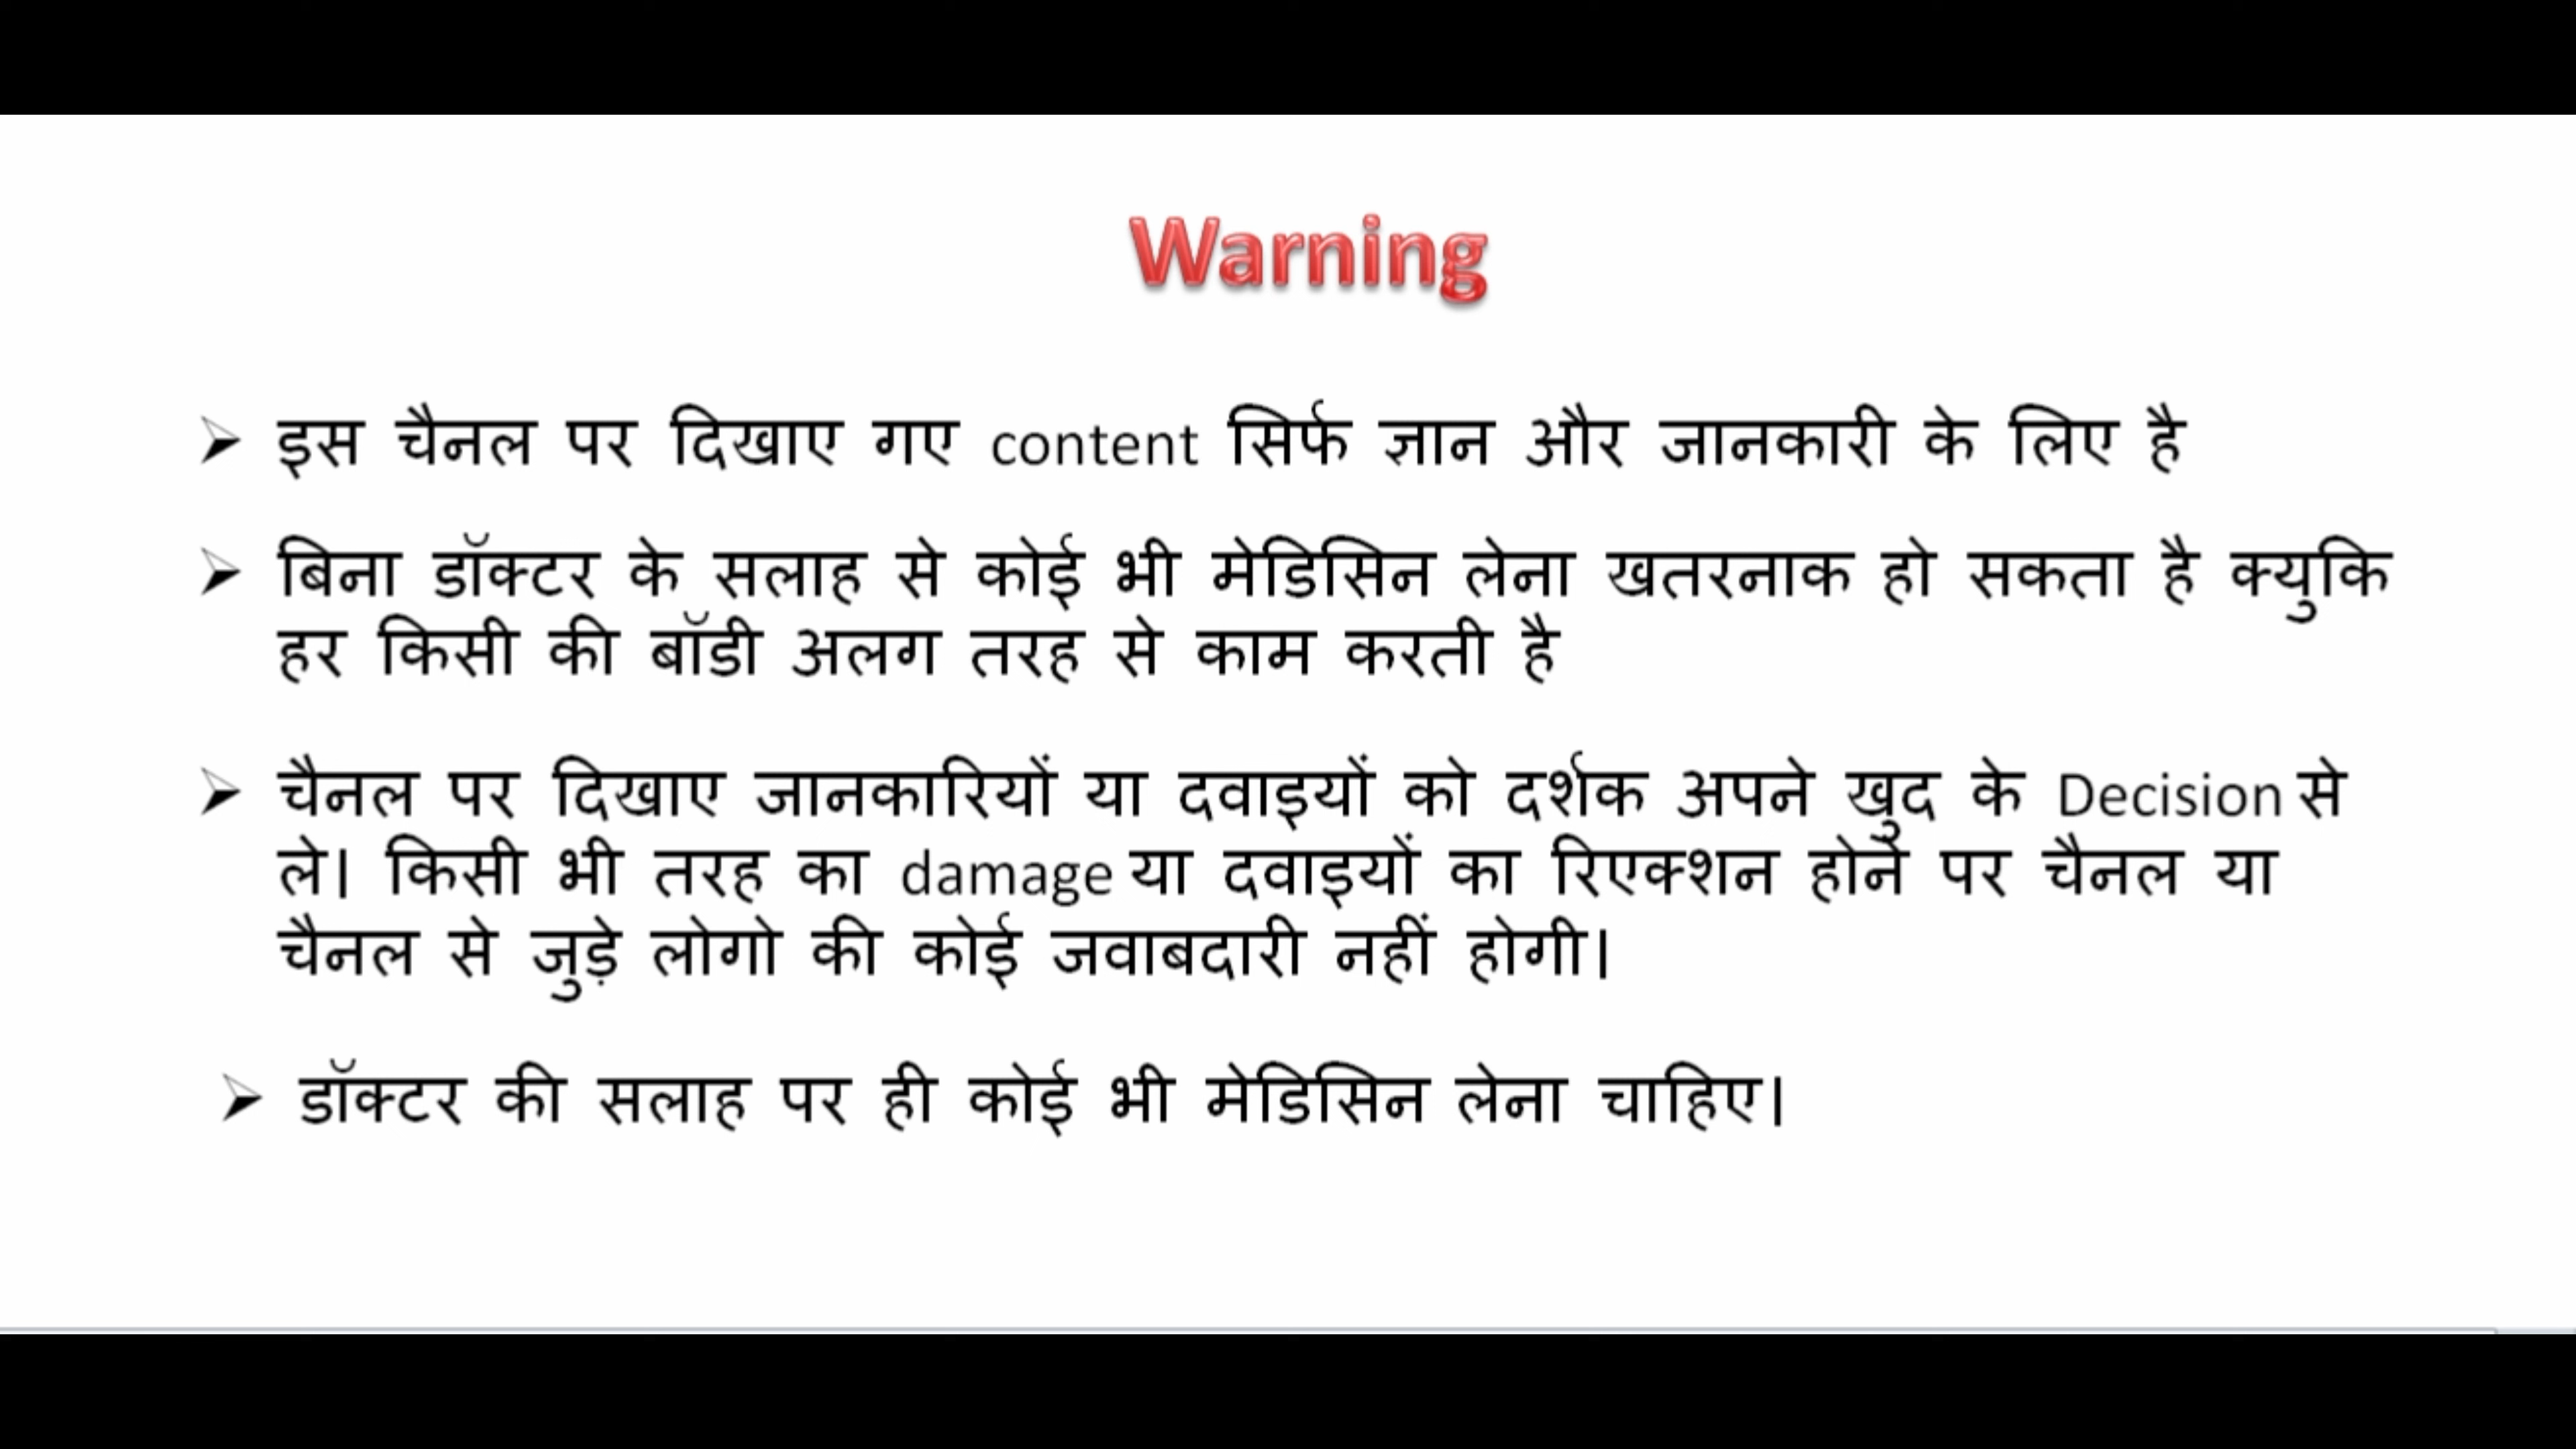 Warning
➢ इस चैनल पर दिखाए गए content सिर्फ ज्ञान और जानकारी के लिए है
➢ बिना डॉक्टर के सलाह से कोई भी मेडिसिन लेना खतरनाक हो सकता है क्युकि
हर किसी की बॉडी अलग तरह से काम करती है
➢ चैनल पर दिखाए जानकारियों या दवाइयों को दर्शक अपने खुद के Decision से
ले। किसी भी तरह का damage या दवाइयों का रिएक्शन होने पर चैनल या
चैनल से जुड़े लोगो की कोई जवाबदारी नहीं होगी।
➢ डॉक्टर की सलाह पर ही कोई भी मेडिसिन लेना चाहिए।